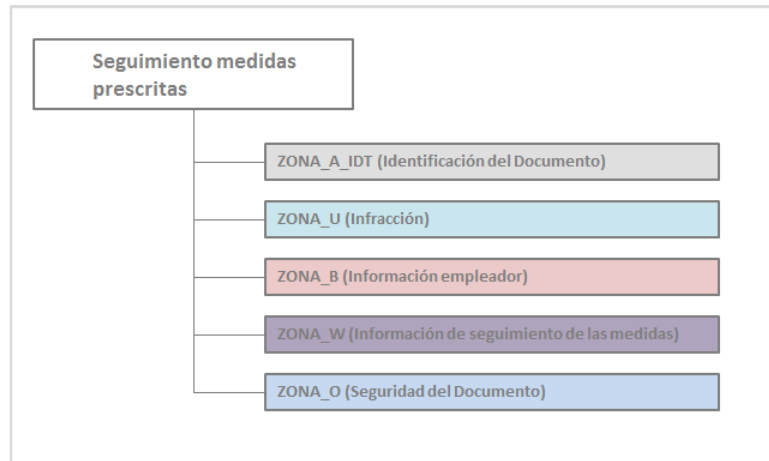 Seguimiento medidas
prescritas
ZONA_A_IDT (Identificación del Documento)
ZONA_U (Infracción)
ZONA_B (Información empleador)
ZONA_W (Información de seguimiento de las medidas)
ZONA_O (Seguridad del Documento)